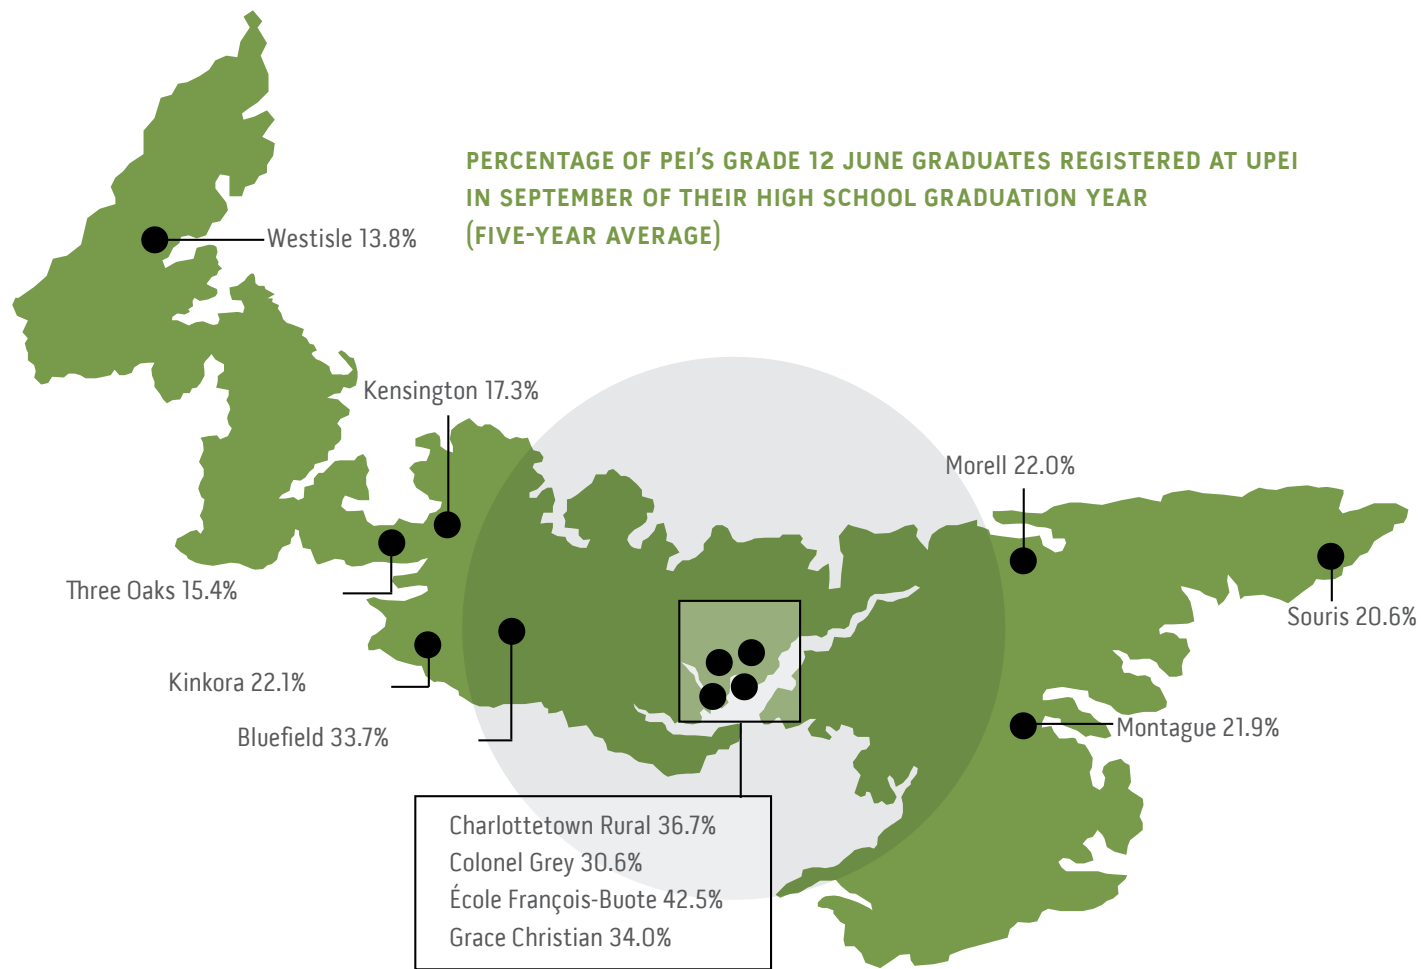 PERCENTAGE OF PEI'S GRADE 12 JUNE GRADUATES REGISTERED AT UPEI
IN SEPTEMBER OF THEIR HIGH SCHOOL GRADUATION YEAR
(FIVE-YEAR AVERAGE)
Westisle 13.8%
Kensington 17.3%
Morell 22.0%
Three Oaks 15.4%
Souris 20.6%
Kinkora 22.1%
Bluefield 33.7%
Montague 21.9%
Charlottetown Rural 36.7%
Colonel Grey 30.6%
École François-Buote 42.5%
Grace Christian 34.0%